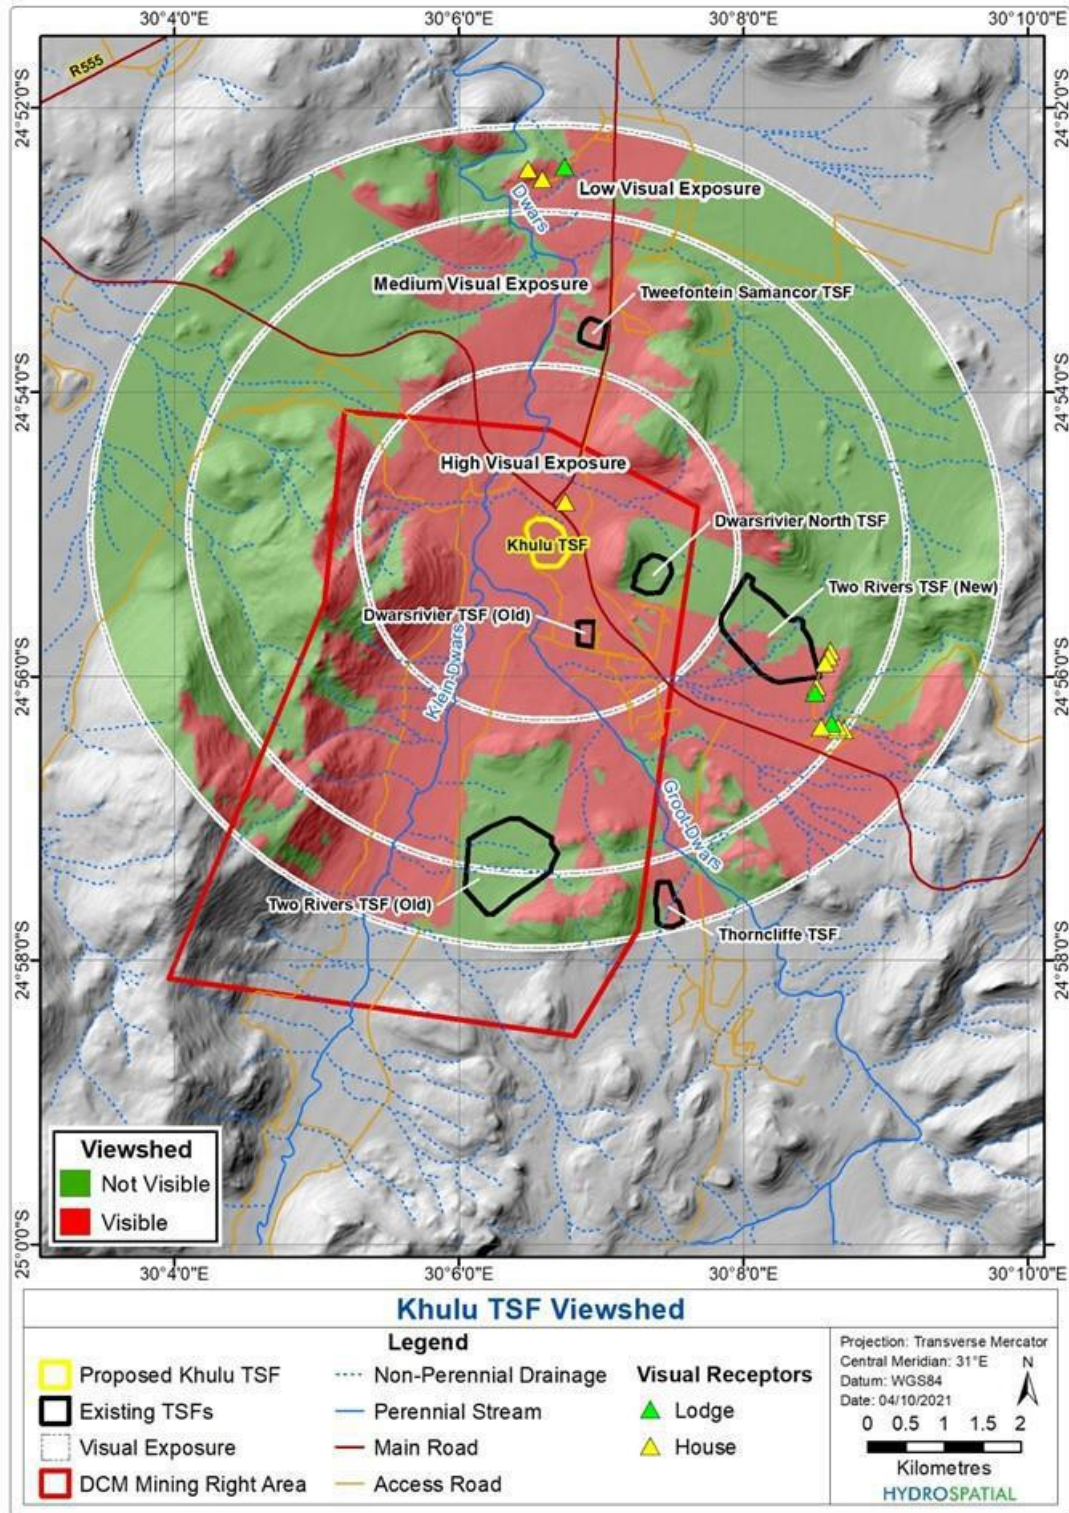 30°4'0"E
30°6'0"E
30°8'0"E
30°10'0"E
R555
24°52'0"S
24°52'0"S
Low Visual Exposure
Dwars
Medium Visual Exposure
Tweefontein Samancor TSF
24°54'0"S
24°54'0"S
High Visual Exposure
Dwarsrivier North TSF
Khulu TSF
Two Rivers TSF (New)
Dwarsrivier TSF (Old)
Klein-Dwars
24°56'0"S
24°56'0"S
Groot-Dwars
Two Rivers TSF (Old)
Thorncliffe TSF
24°58'0"S
24°58'0"S
Viewshed
Not Visible
Visible
25°0'0"S
25°0'0"S
30°4'0"E
30°6'0"E
30°8'0"E
30°10'0"E
Khulu TSF Viewshed
Legend
Proposed Khulu TSF
Existing TSFs
Visual Exposure
DCM Mining Right Area
Non-Perennial Drainage
Perennial Stream
Main Road
Access Road
Visual Receptors
Lodge
House
Projection: Transverse Mercator
Central Meridian: 31°E
Datum: WGS84
Date: 04/10/2021
N
0 0.5 1 1.5 2
Kilometres
HYDROSPATIAL